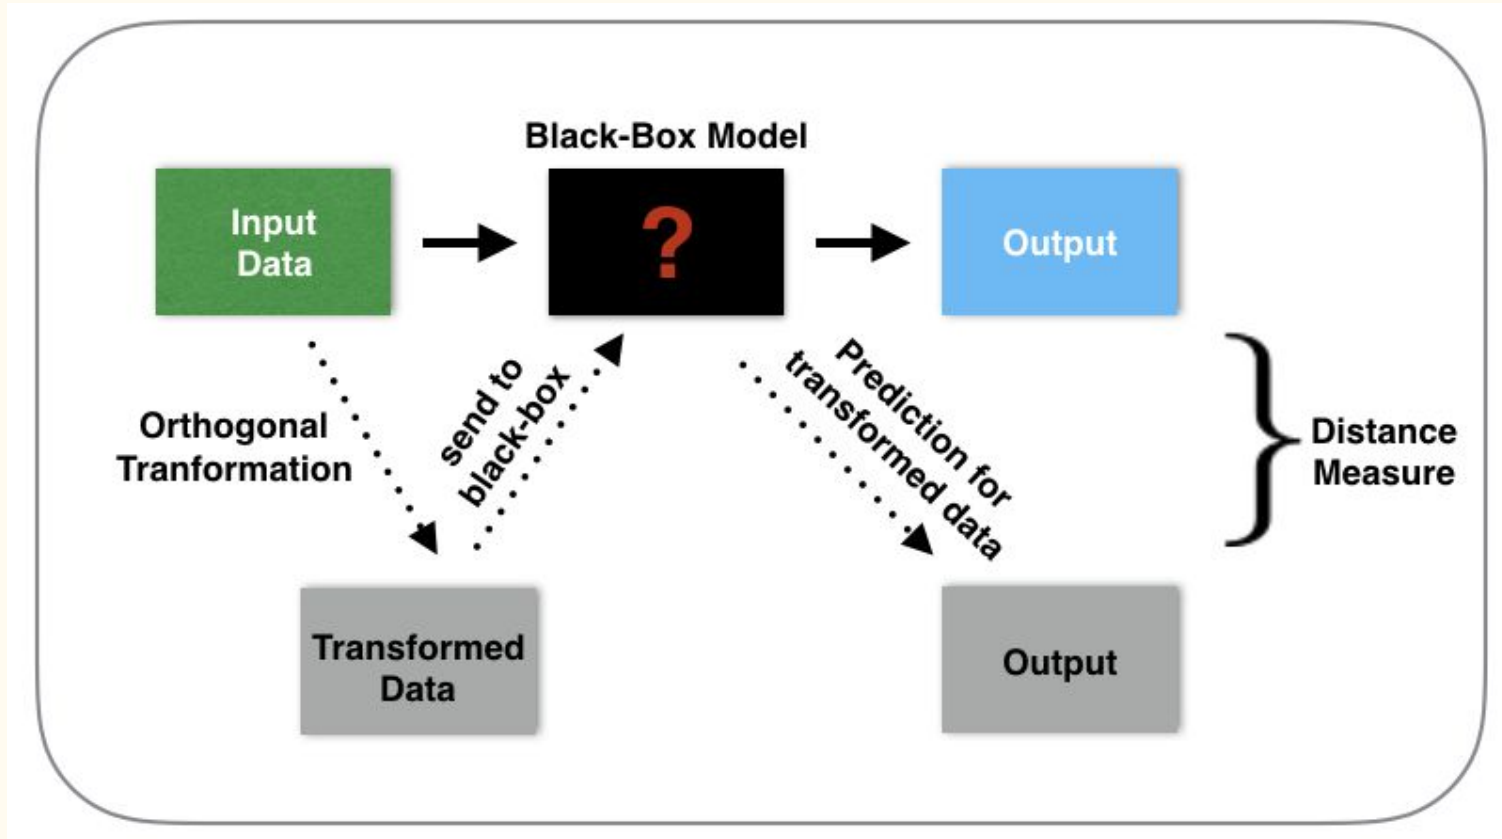 Black-Box Model
Input
Data
?
Output
Orthogonal
Tranformation
send to
black-box
Prediction for
transformed data
Distance
Measure
Transformed
Data
Output